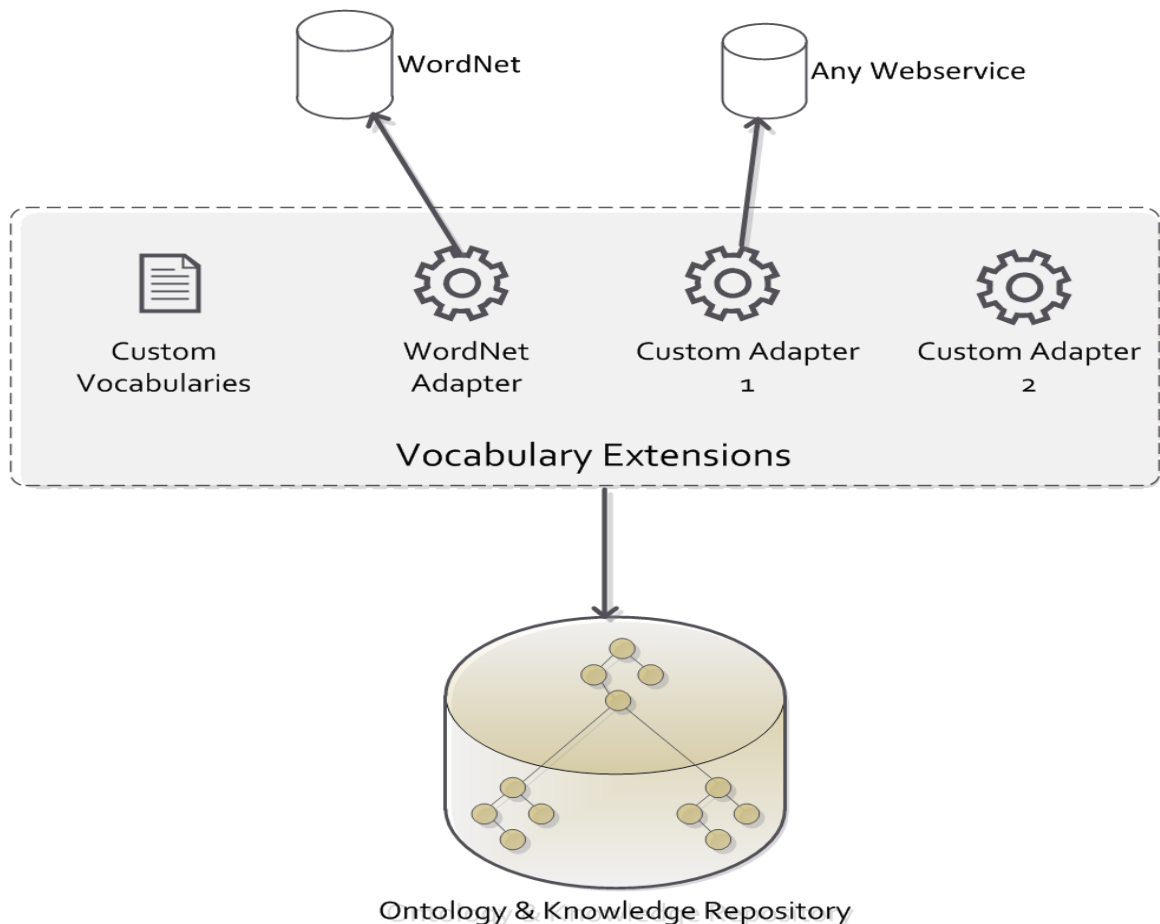 WordNet
Any Webservice
Custom
Vocabularies
WordNet
Adapter
Custom Adapter
1
Custom Adapter
2
Vocabulary Extensions
Ontology & Knowledge Repository